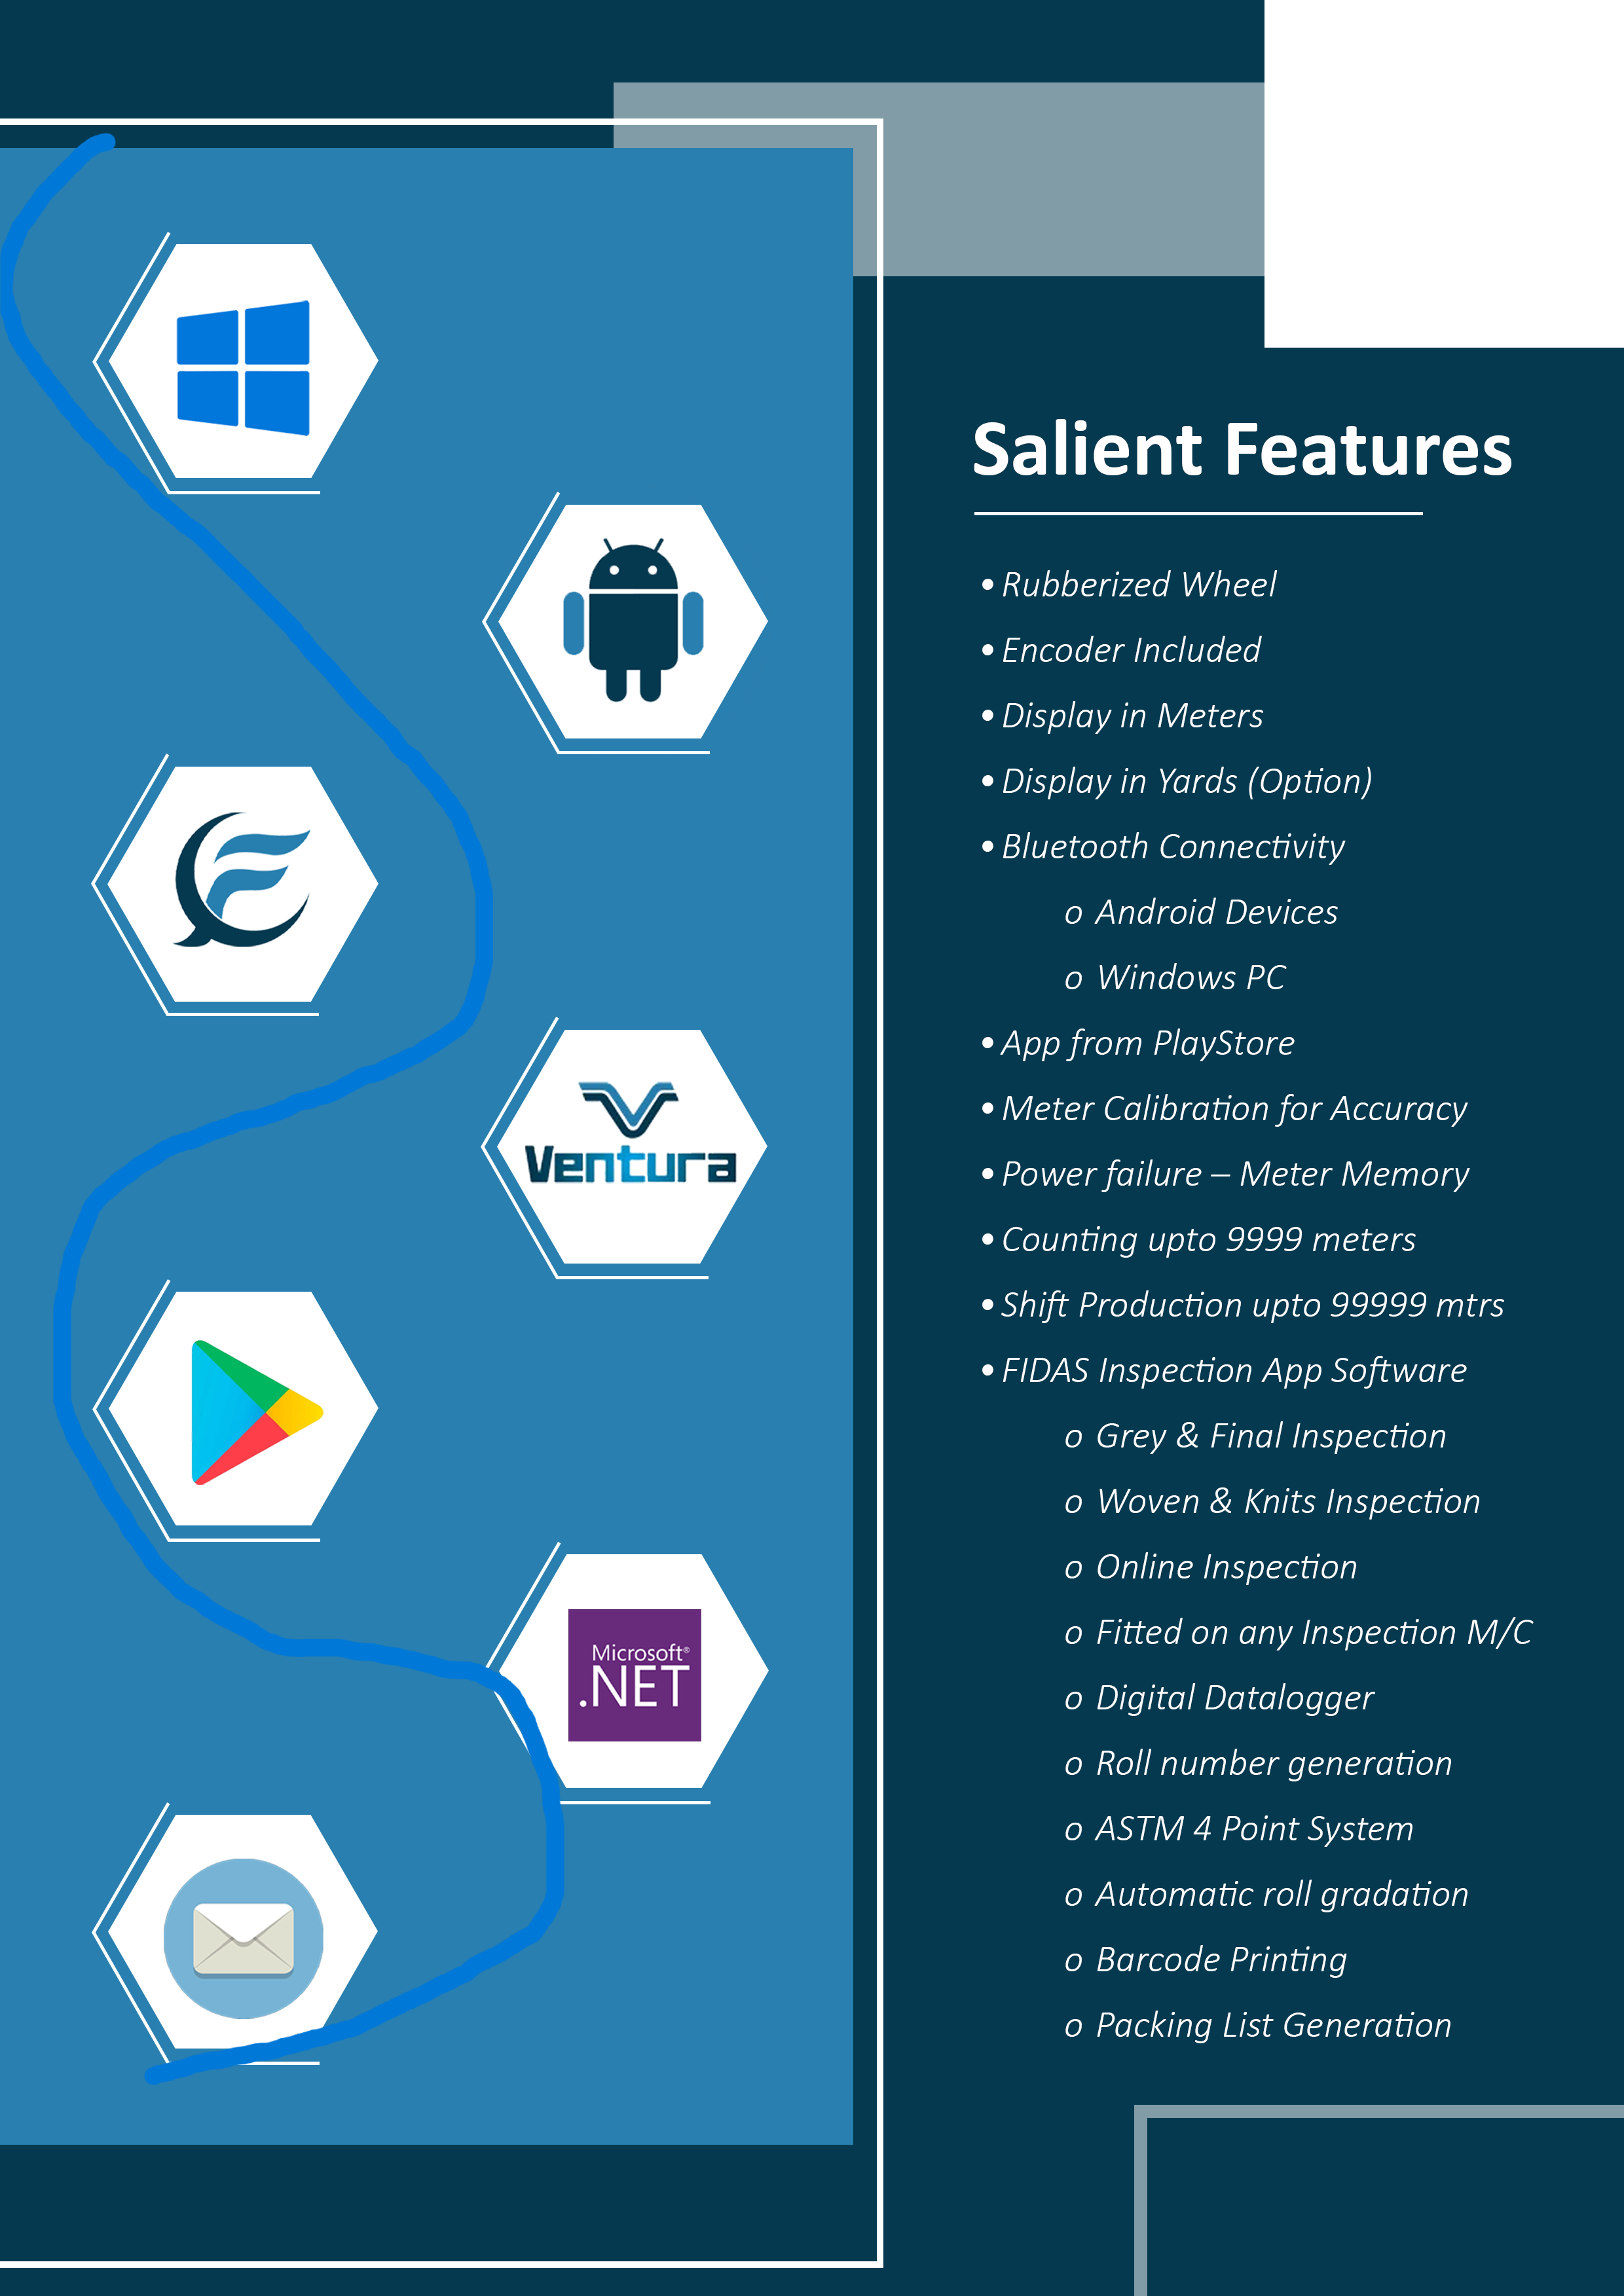 Salient Features
• Rubberized Wheel
• Encoder Included
• Display in Meters
• Display in Yards (Option)
• Bluetooth Connectivity
o Android Devices
o Windows PC
• App from PlayStore
• Meter Calibration for Accuracy
• Power failure – Meter Memory
• Counting upto 9999 meters
• Shift Production upto 99999 mtrs
• FIDAS Inspection App Software
o Grey & Final Inspection
o Woven & Knits Inspection
o Online Inspection
o Fitted on any Inspection M/C
o Digital Datalogger
o Roll number generation
o ASTM 4 Point System
o Automatic roll gradation
o Barcode Printing
o Packing List Generation
Ventura
Microsoft®
.NET